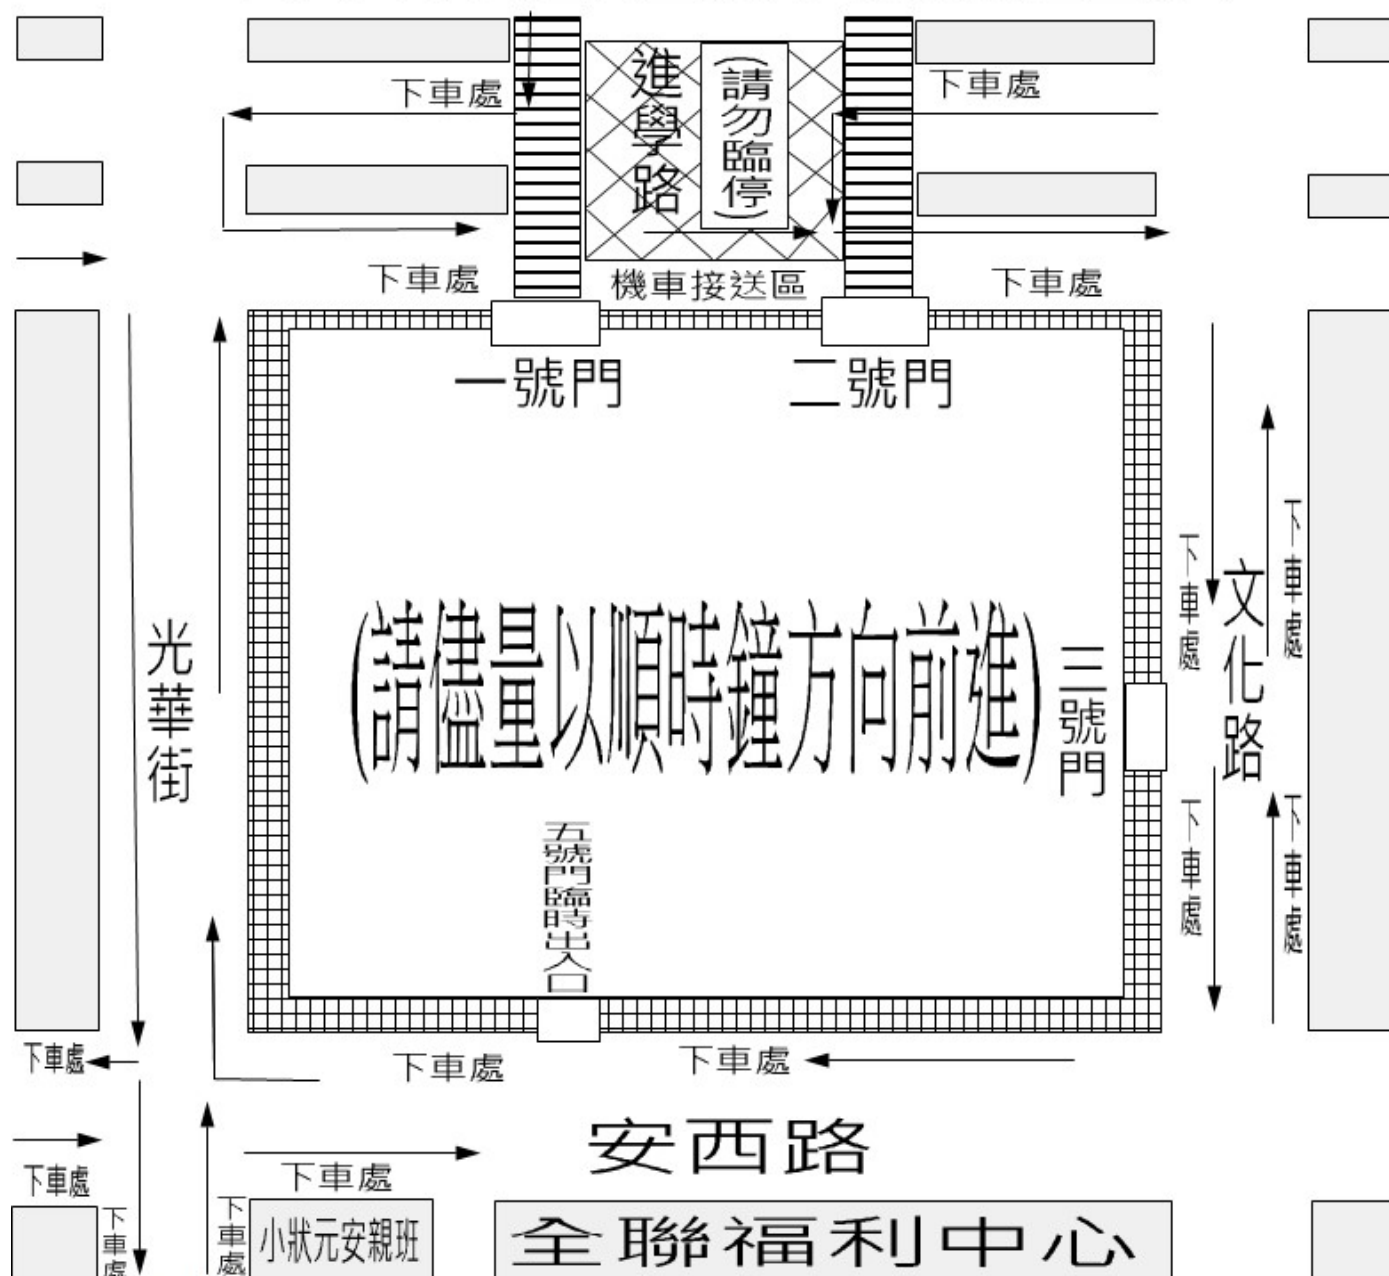 下車處
進學路
(請勿臨停)
下車處
下車處
機車接送區
下車處
一號門
二號門
光華街
(請儘量以順時鐘方向前進)
三號門
下車處
文化路
下車處
五號門臨時出入口
下車處
下車處
下車處
下車處
下車處
安西路
下車處
下車處
下車處
下車處
小狀元安親班
全聯福利中心